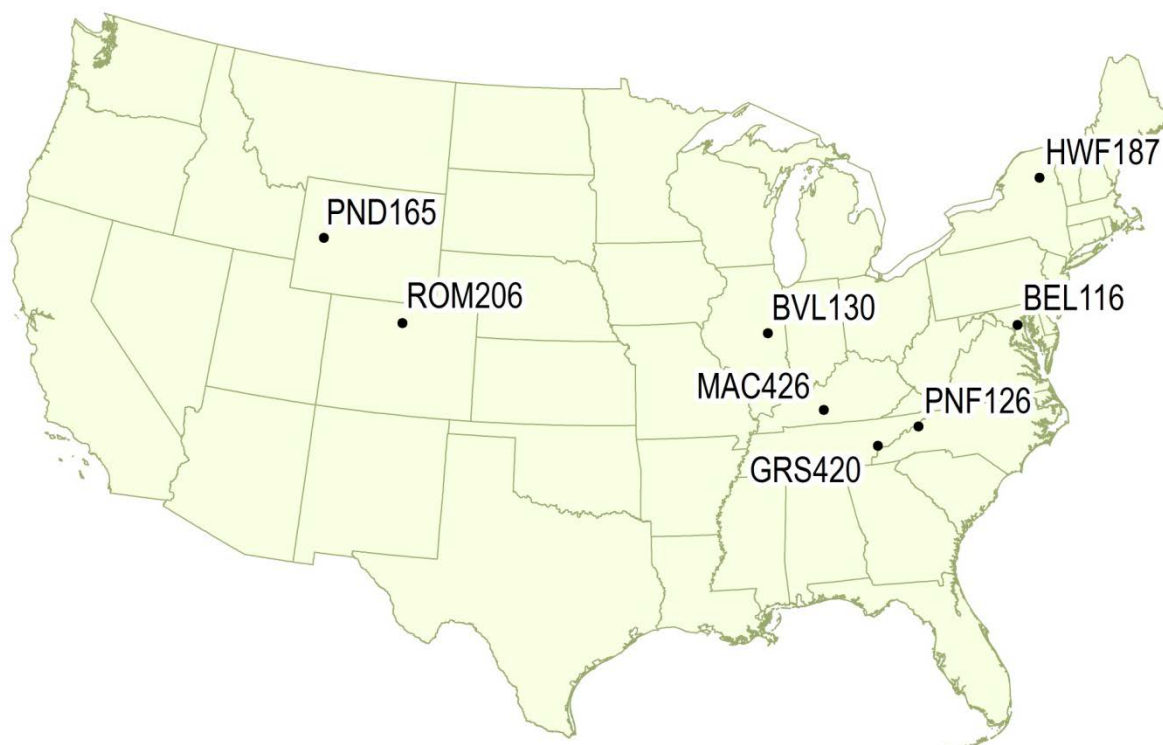 HWF187
PND165
ROM206
BVL130
BEL116
MAC426
PNF126
GRS420